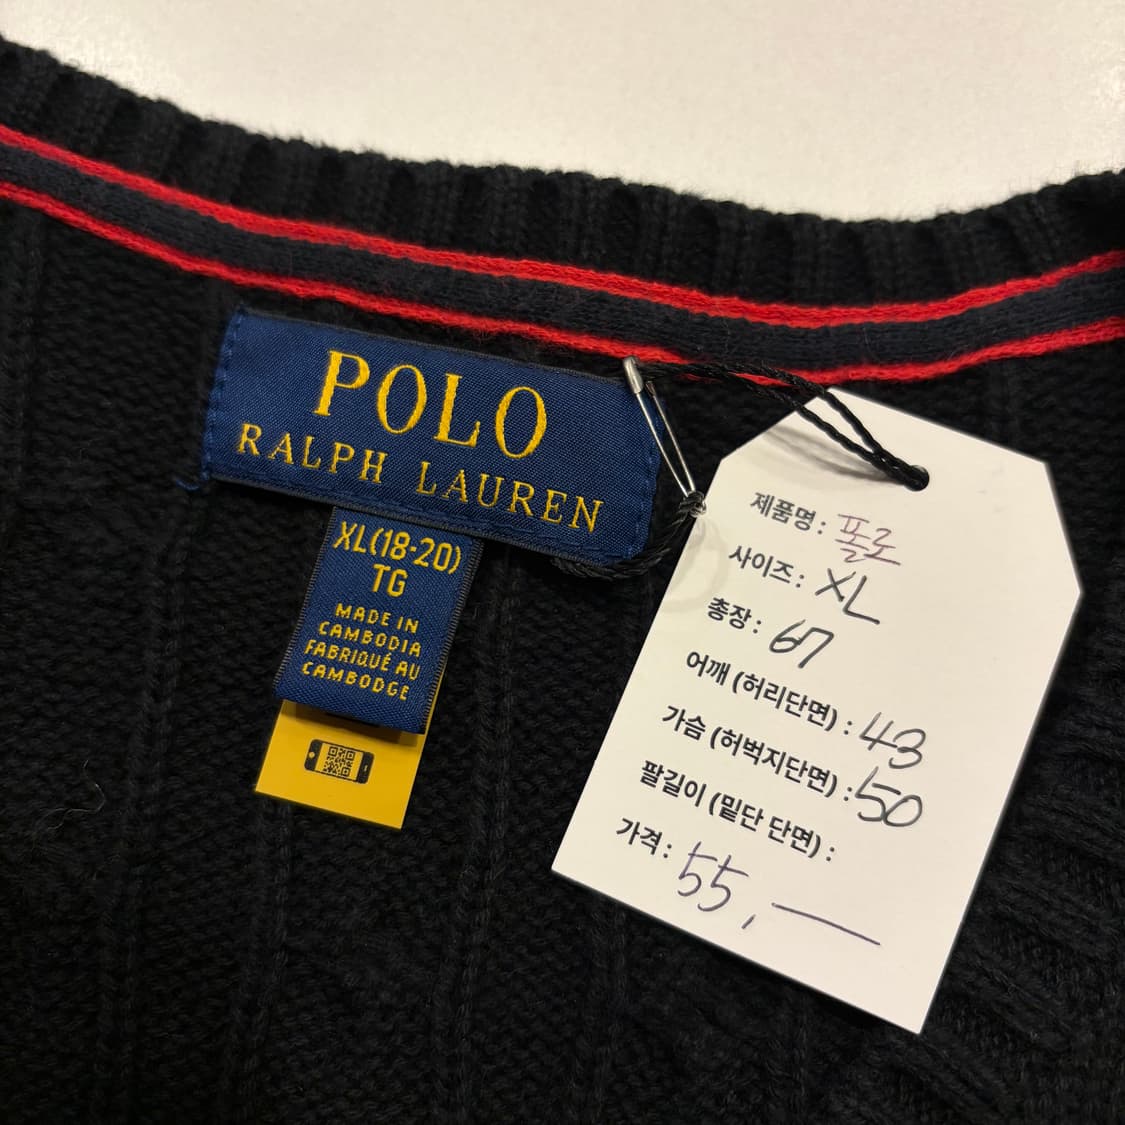 POLO
RALPH LAUREN
XL(18-20)
TG
MADE IN
CAMBODIA
FABRIQUÉ AU
CAMBODGE
제품명 : 폴로
사이즈 : XL
총장 : 67
어깨 (허리단면) : 43
가슴 (허벅지단면) : 50
팔길이 (밑단 단면) :
가격 : 55,—